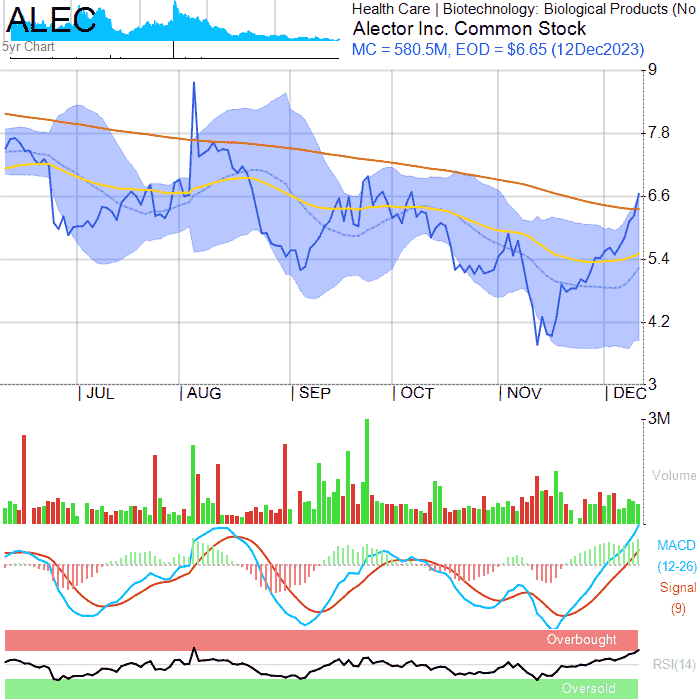 ALEC
5yr Chart
Health Care | Biotechnology: Biological Products (No
Alector Inc. Common Stock
MC = 580.5M, EOD = $6.65 (12Dec2023)
9
7.8
6.6
5.4
4.2
3
JUL AUG SEP OCT NOV DEC
3M
Volume
MACD
(12-26)
Signal
(9)
Overbought
RSI(14)
Oversold